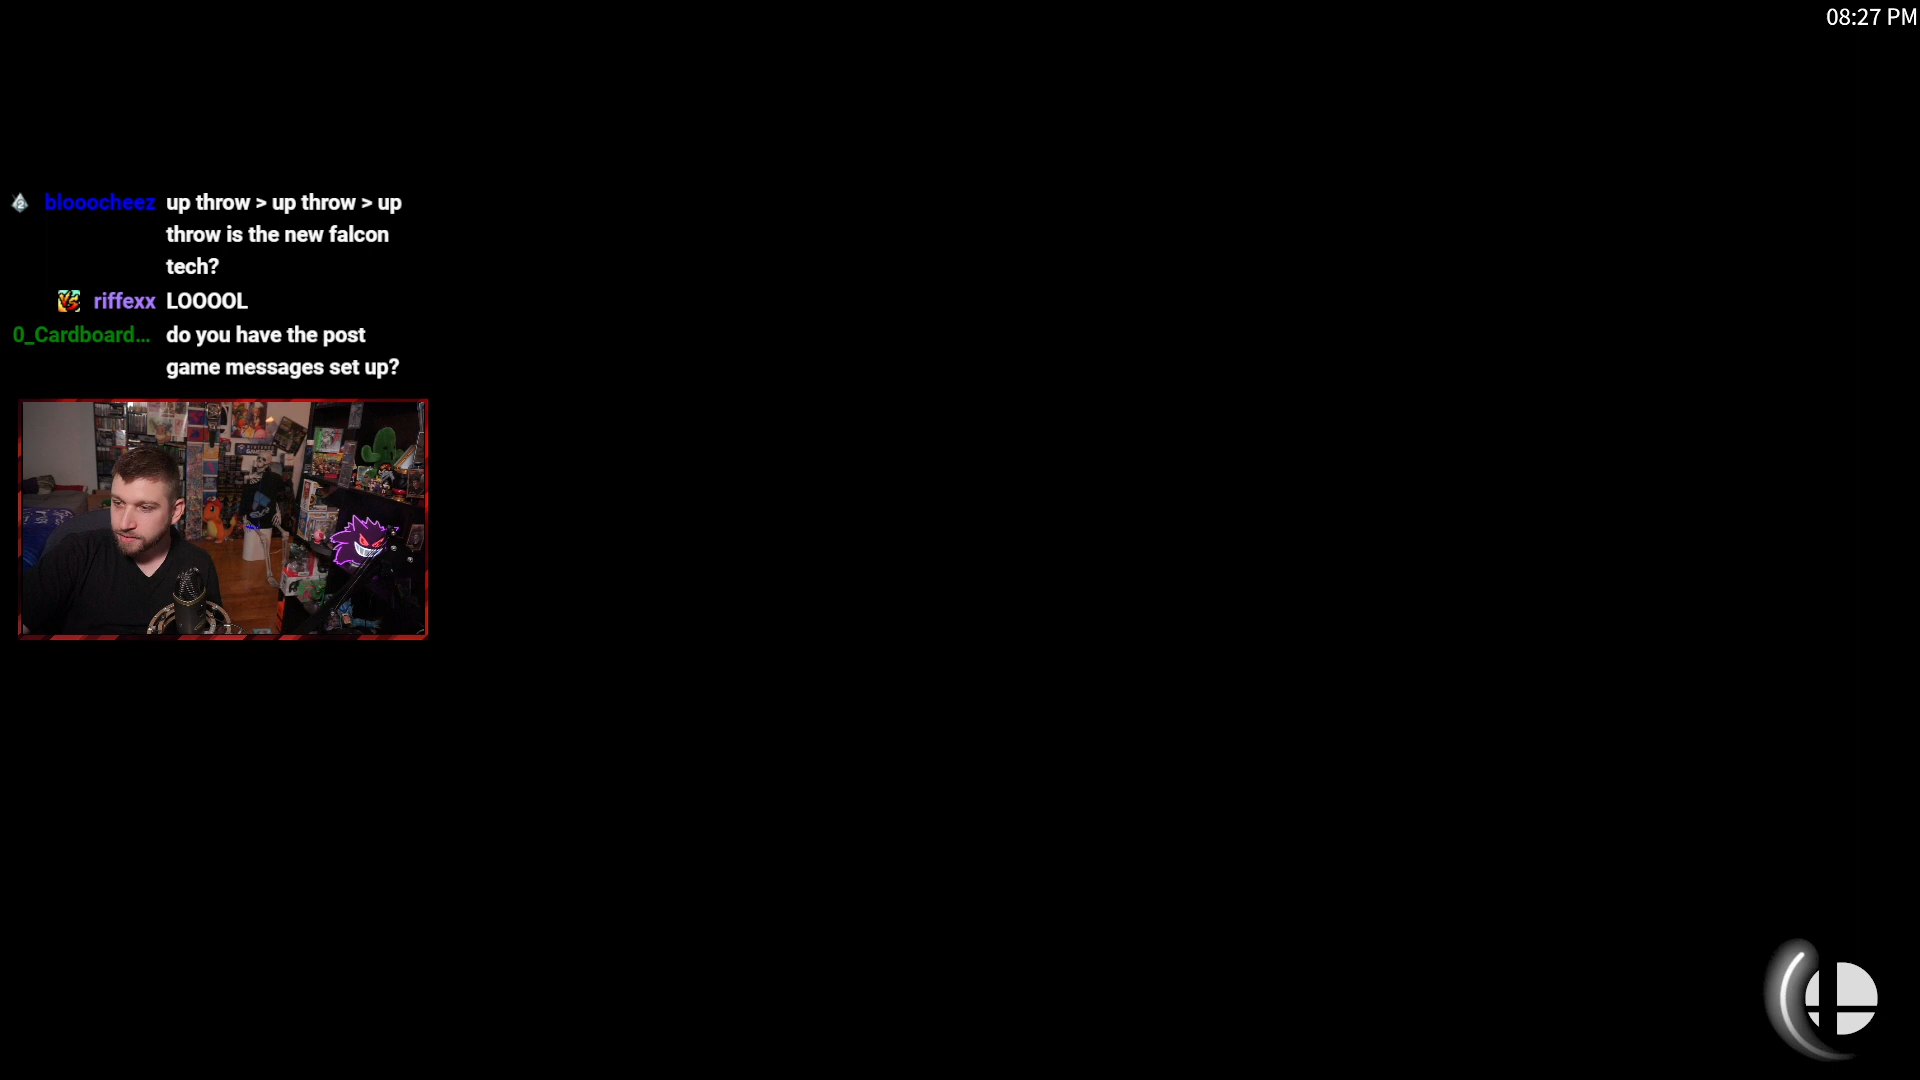 08:27 PM
blooocheez up throw > up throw > up
throw is the new falcon
tech?
riffexx LOOOOL
0_Cardboard... do you have the post
game messages set up?